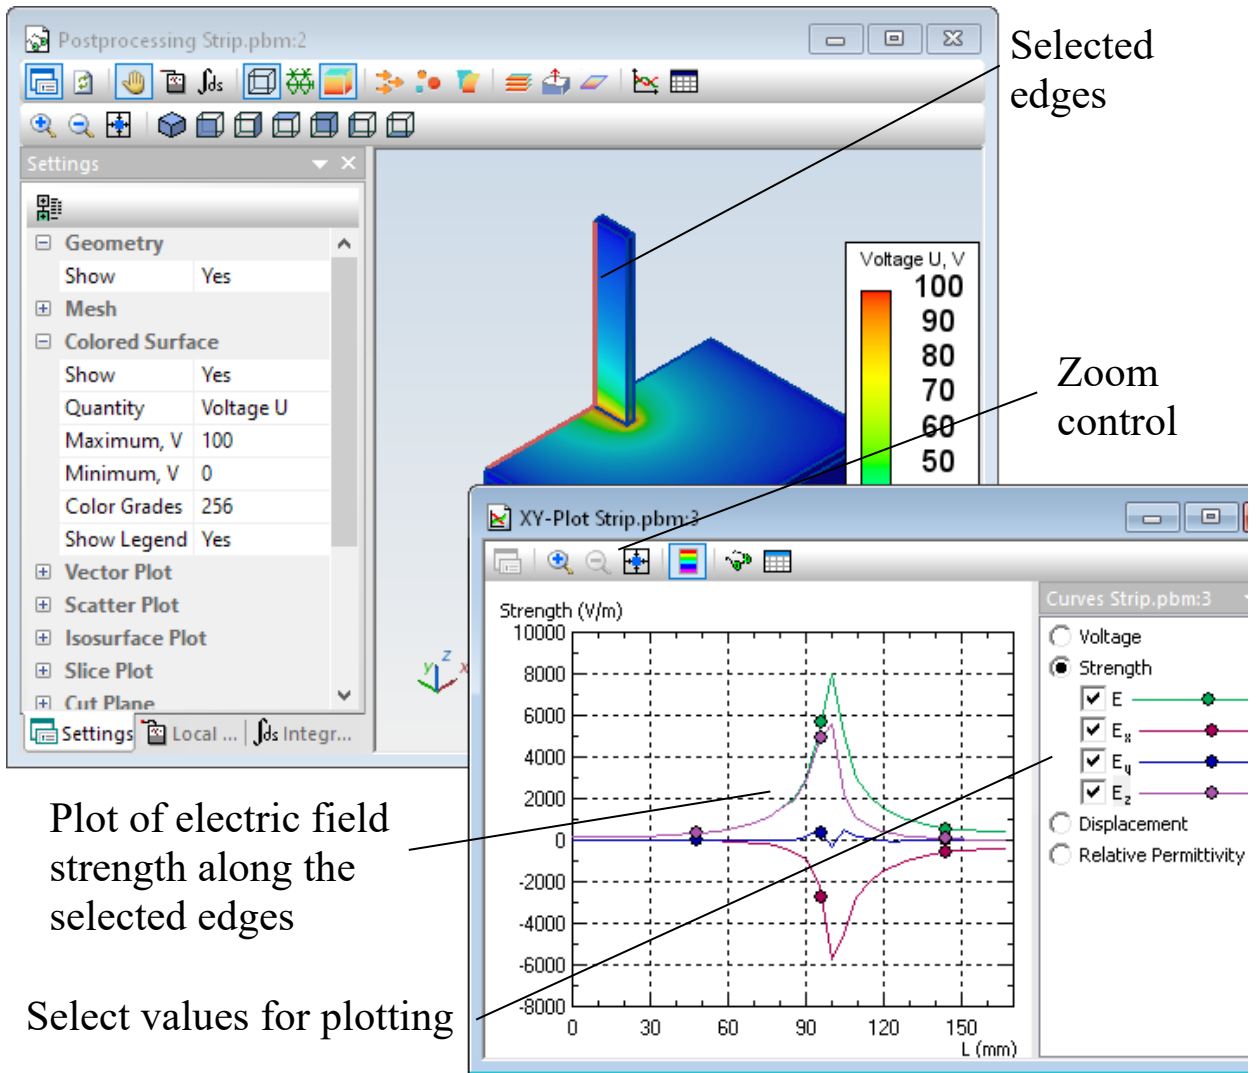 Postprocessing Strip.pbm:2
Selected
edges
∫ds
Settings
Geometry
Show Yes
Mesh
Colored Surface
Show Yes
Quantity Voltage U
Maximum, V 100
Minimum, V 0
Color Grades 256
Show Legend Yes
Vector Plot
Scatter Plot
Isosurface Plot
Slice Plot
Cut Plane
Settings Local ... ∫ds Integr...
y z x
Voltage U, V
100
90
80
70
60
50
Zoom
control
XY-Plot Strip.pbm:3
Strength (V/m)
10000
8000
6000
4000
2000
0
-2000
-4000
-6000
-8000
0 30 60 90 120 150
L (mm)
Curves Strip.pbm:3
Voltage
Strength
E
Ex
Ey
Ez
Displacement
Relative Permittivity
Plot of electric field
strength along the
selected edges
Select values for plotting